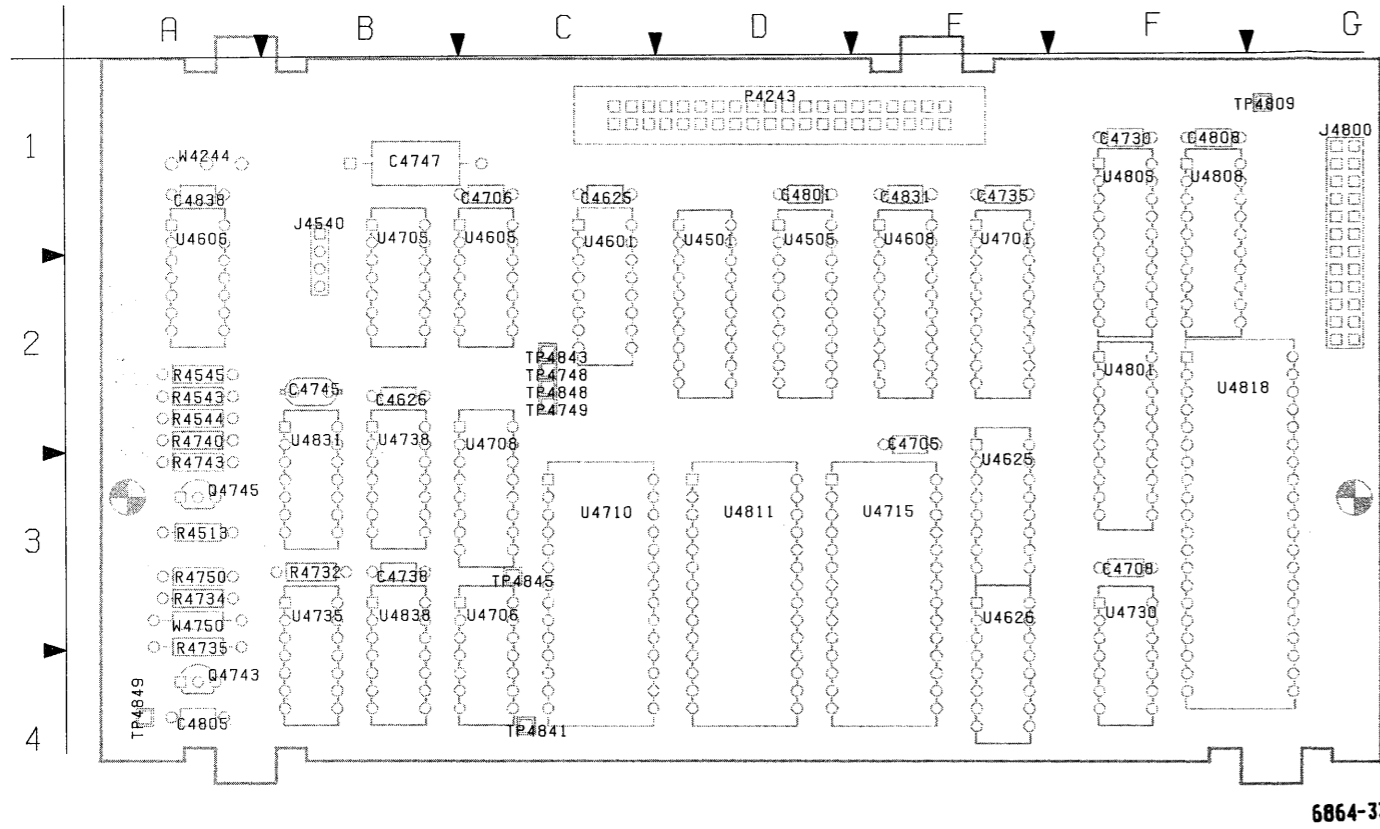 A B C D E F G
P4243
TP4809
1
C4730 C4808 J4800
W4244 C4747 U4805 U4808
C4838 C4706 C4625 C4801 C4831 C4735
J4540
U4606 U4705 U4605 U4601 U4501 U4505 U4608 U4701
2
TP4843
R4545 TP4748 U4801
R4543 C4745 C4626 TP4848 U4818
TP4749
R4544
R4740 U4831 U4738 U4708 C4705
R4743 U4625
Q4745
U4710 U4811 U4715
R4513
3
R4750 R4732 C4738 TP4845 C4708
R4734
W4750 U4735 U4838 U4706 U4626 U4730
R4735
Q4743
TP4849
C4805 TP4841
4